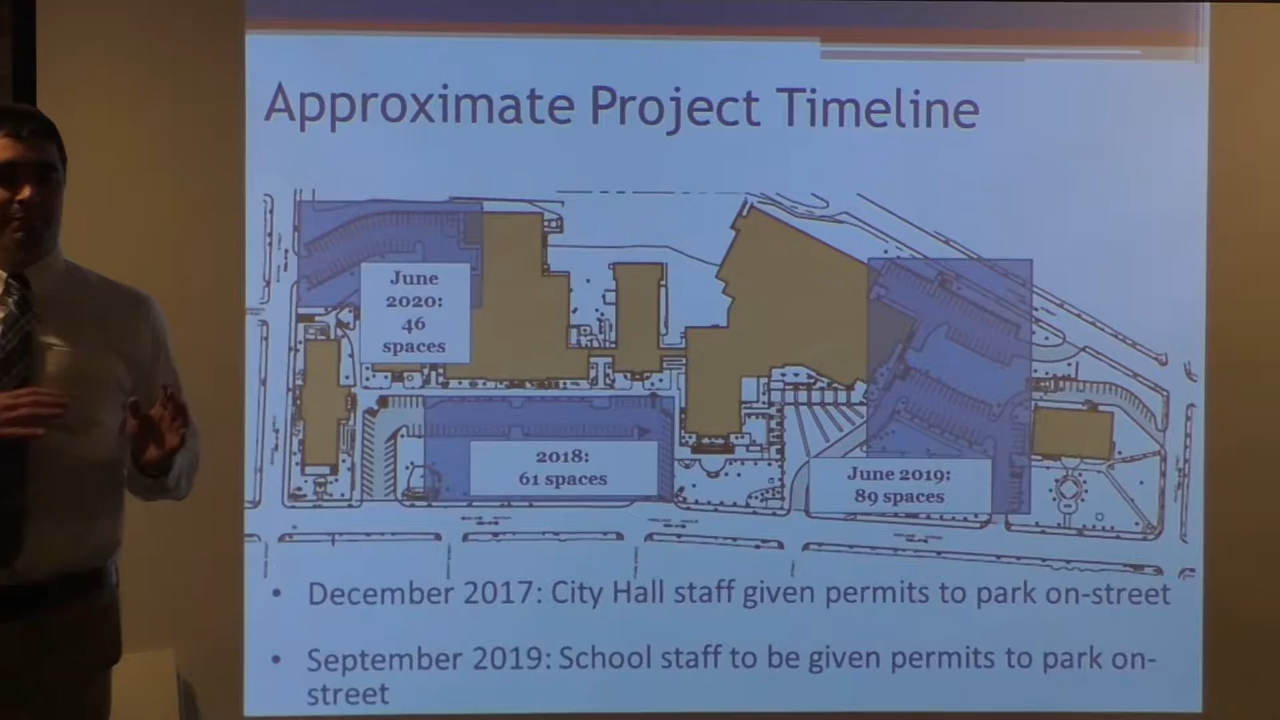 Approximate Project Timeline
June
2020:
46
spaces
2018:
61 spaces
June 2019:
89 spaces
• December 2017: City Hall staff given permits to park on-street
• September 2019: School staff to be given permits to park on-
street